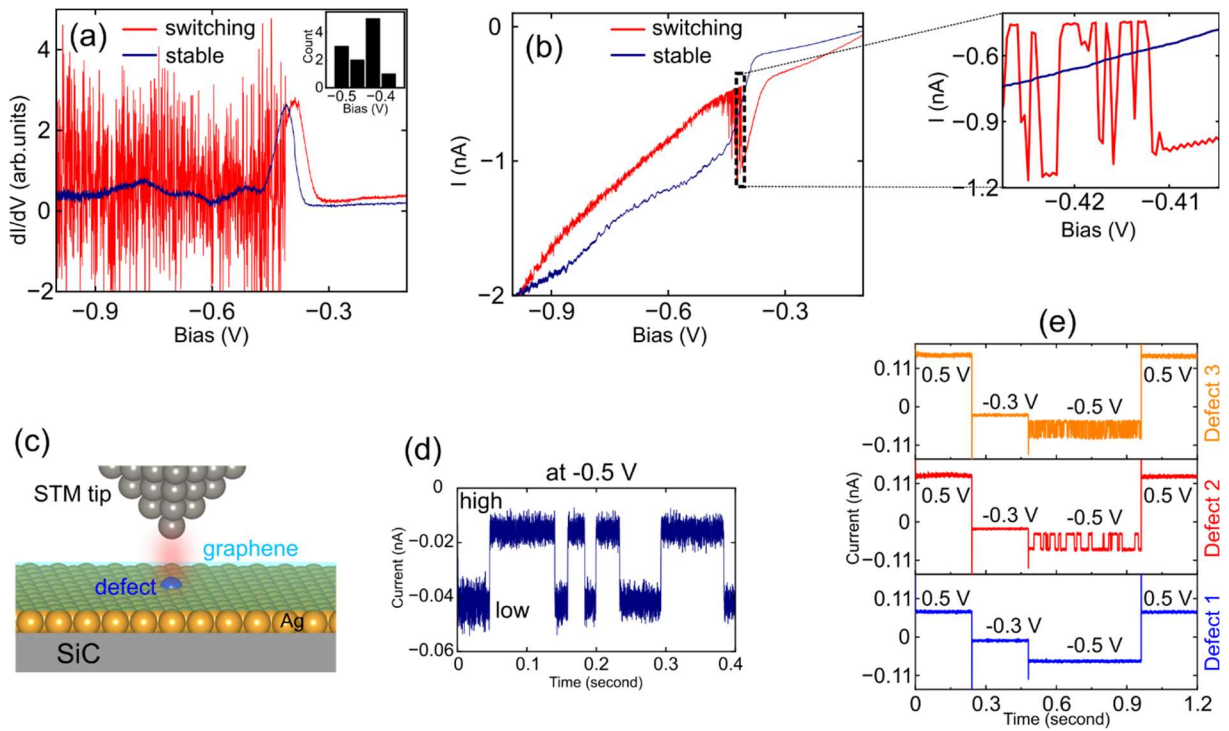 (a)
switching
stable
dI/dV (arb.units)
4
2
0
−2
−0.9
−0.6
−0.3
Bias (V)
Count
4
2
0
−0.5
−0.4
Bias (V)
(b)
switching
stable
I (nA)
0
−1
−2
−0.9
−0.6
−0.3
Bias (V)
I (nA)
−0.6
−0.9
−1.2
−0.42
−0.41
Bias (V)
(c)
STM tip
graphene
defect
Ag
SiC
(d)
at -0.5 V
high
low
Current (nA)
0
−0.02
−0.04
−0.06
0
0.1
0.2
0.3
0.4
Time (second)
(e)
0.11
0
−0.11
0.5 V
-0.3 V
-0.5 V
0.5 V
Defect 3
Current (nA)
0.11
0
−0.11
0.5 V
-0.3 V
-0.5 V
0.5 V
Defect 2
0.11
0
−0.11
0.5 V
-0.3 V
-0.5 V
0.5 V
Defect 1
0
0.3
0.6
0.9
1.2
Time (second)